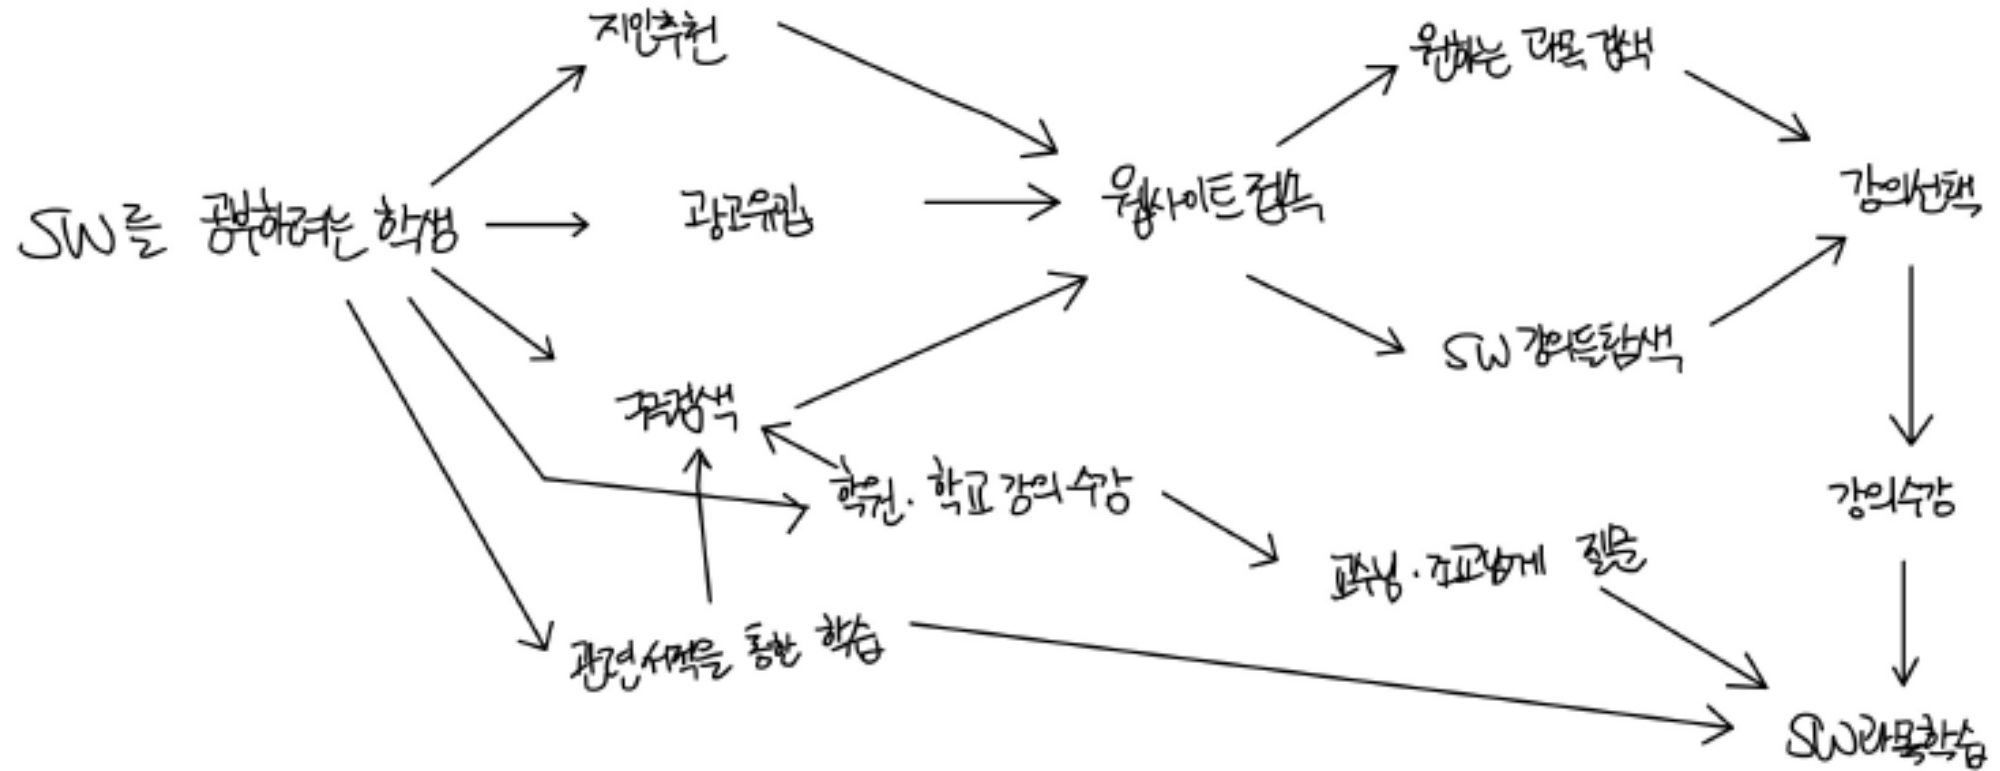 지인추천
원하는 과목 검색
SW를 공부하려는 학생
광고유입
웹사이트 접속
강의선택
SW 강의들탐색
구글검색
학원·학교 강의 수강
강의수강
교수님·조교님께 질문
관련서적을 통한 학습
SW과목학습